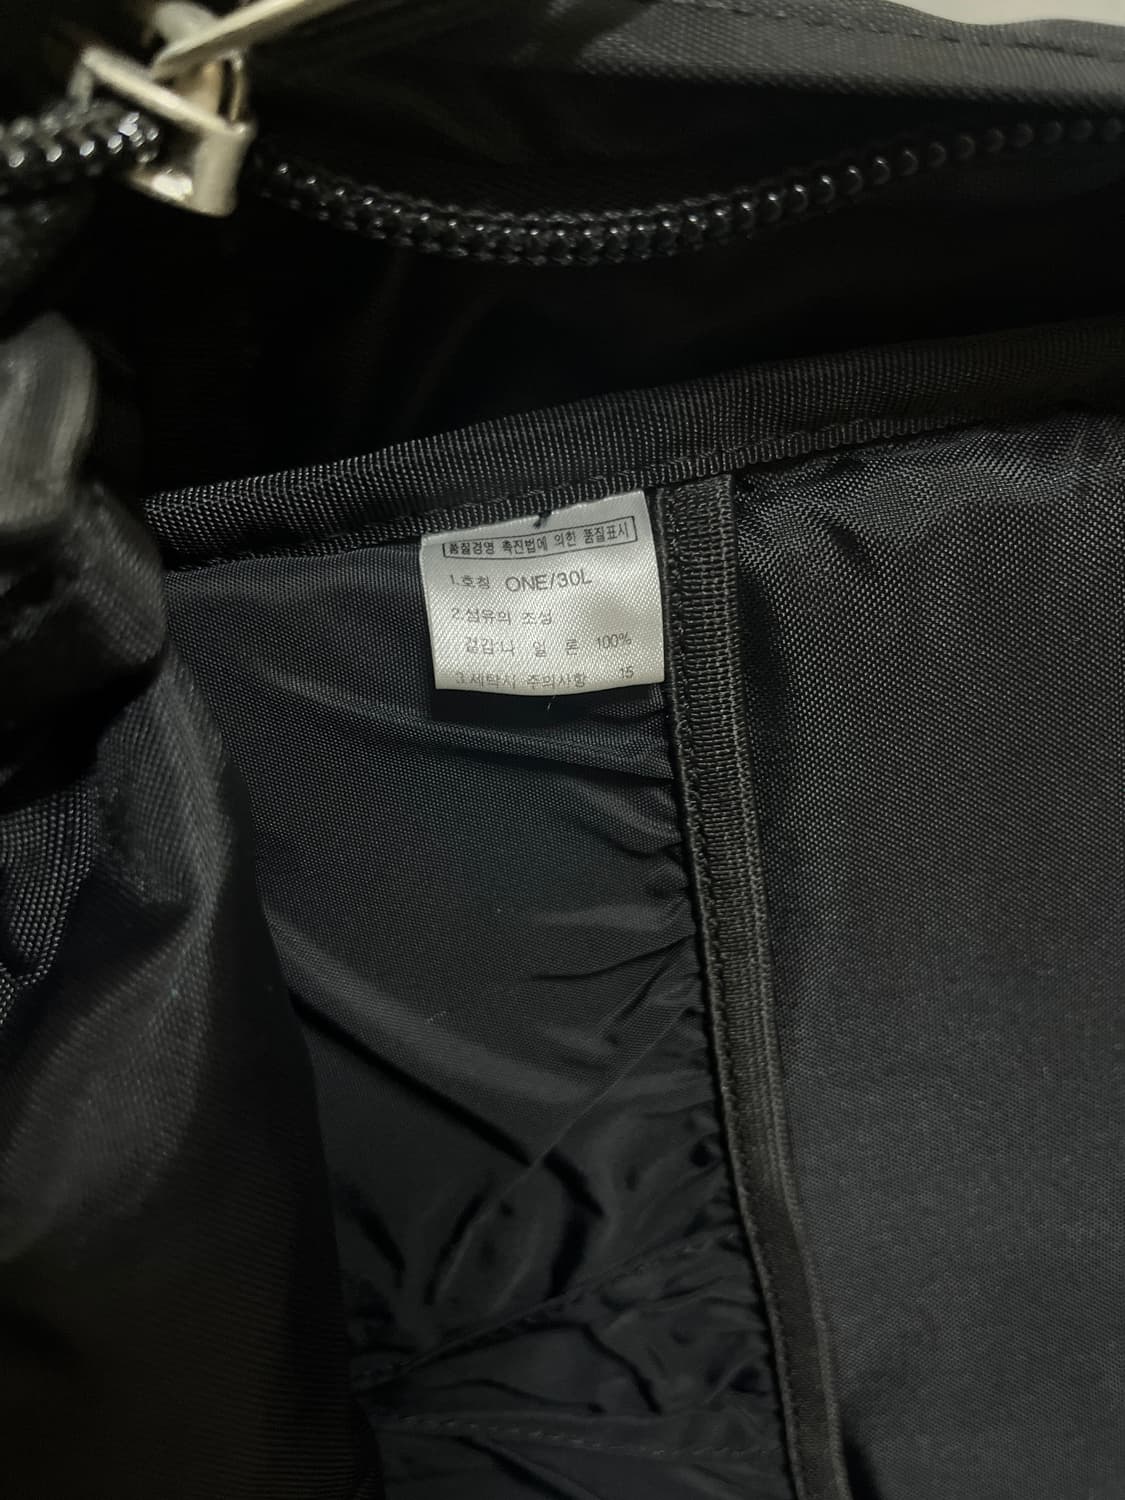 품질경영 촉진법에 의한 품질표시
1.호칭 ONE/30L
2.섬유의 조성
겉감:나 일 론 100%
3.세탁시 주의사항 15